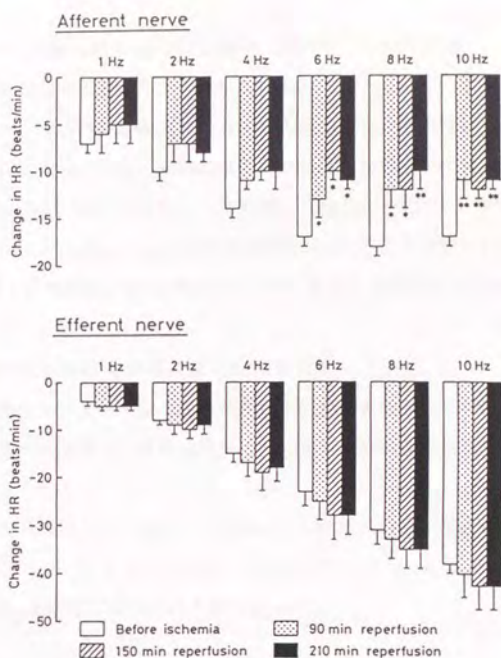 Afferent nerve
1 Hz 2 Hz 4 Hz 6 Hz 8 Hz 10 Hz
0
-5
-10
-15
-20
Change in HR (beats/min)
* * * * * ** ** ** **
Efferent nerve
1 Hz 2 Hz 4 Hz 6 Hz 8 Hz 10 Hz
0
-10
-20
-30
-40
-50
Change in HR (beats/min)
Before ischemia 90 min reperfusion
150 min reperfusion 210 min reperfusion